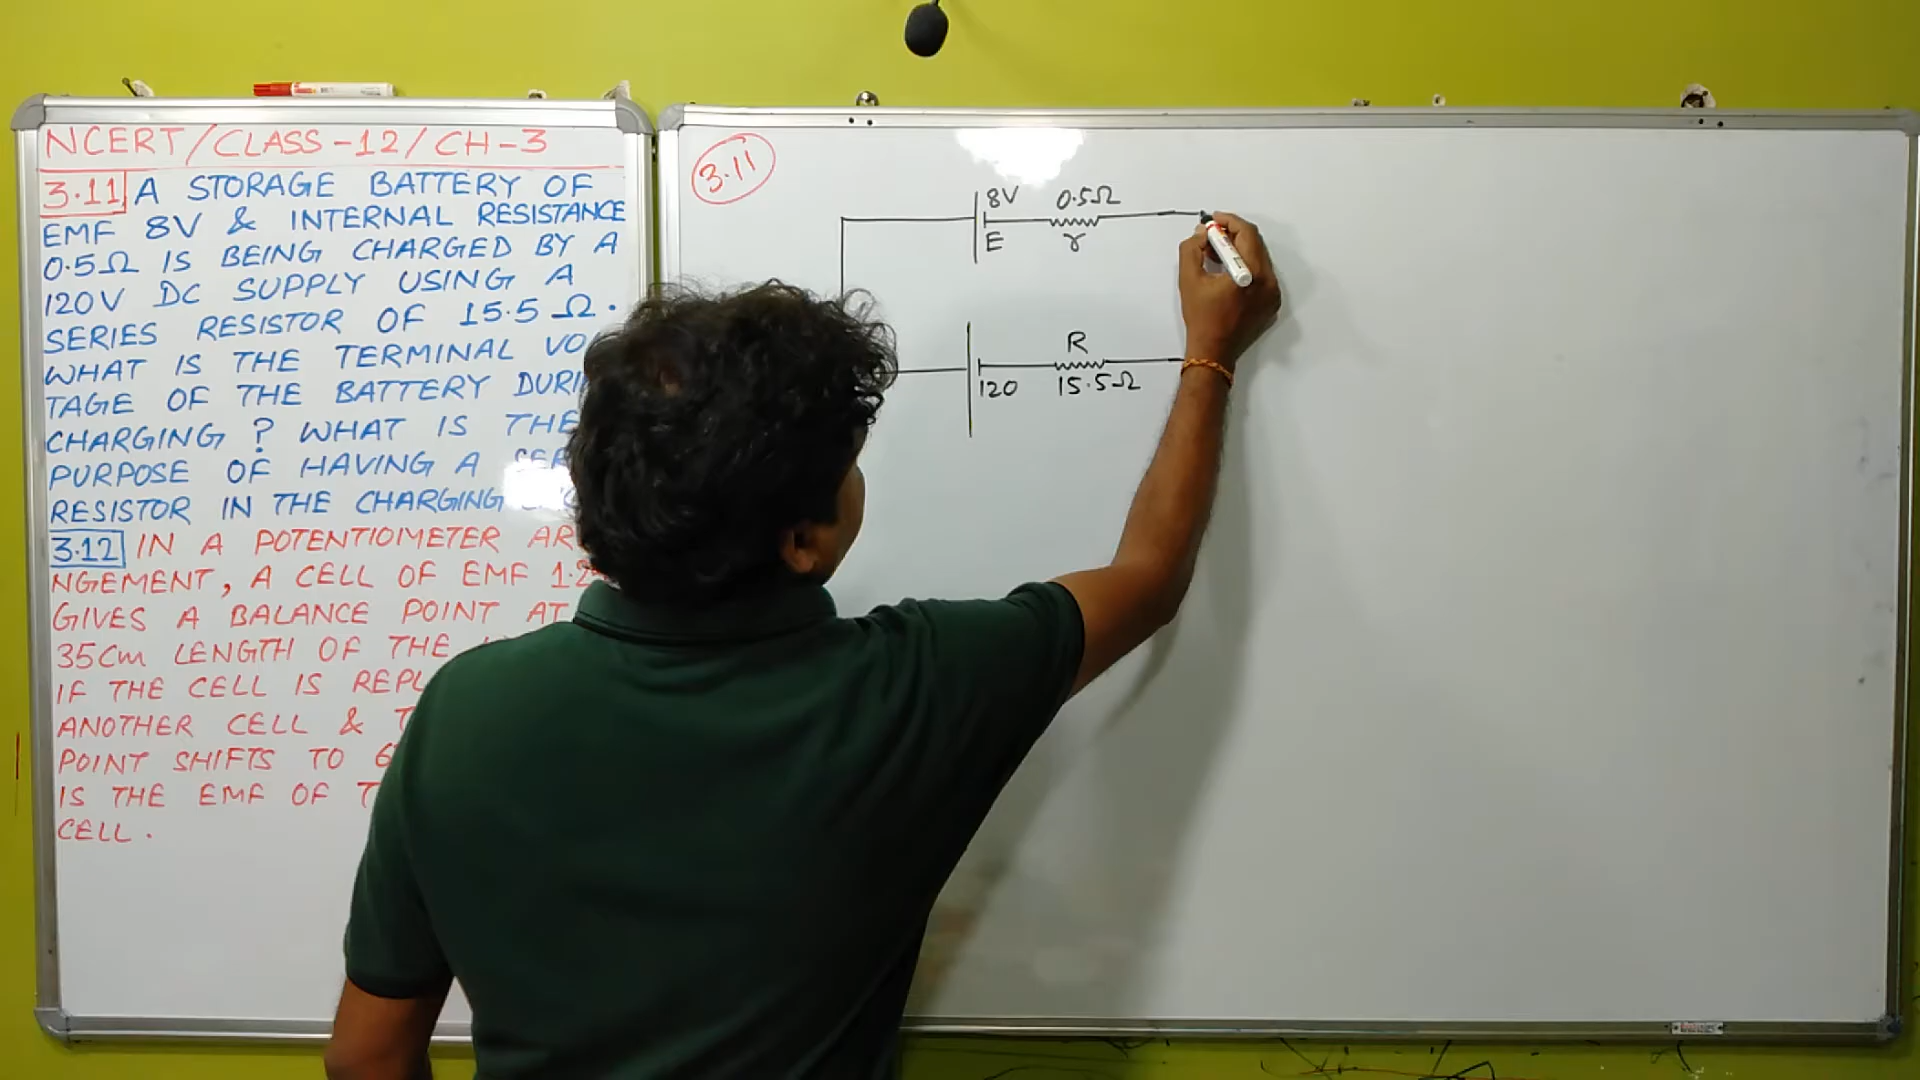 NCERT/CLASS-12/CH-3
3.11 A STORAGE BATTERY OF
EMF 8V & INTERNAL RESISTANCE
0.5Ω IS BEING CHARGED BY A
120V DC SUPPLY USING A
SERIES RESISTOR OF 15.5Ω.
WHAT IS THE TERMINAL VO
TAGE OF THE BATTERY DURI
CHARGING? WHAT IS THE
PURPOSE OF HAVING A SER
RESISTOR IN THE CHARGING
3.12 IN A POTENTIOMETER AR
NGEMENT, A CELL OF EMF 1.2
GIVES A BALANCE POINT AT
35Cm LENGTH OF THE
IF THE CELL IS REPL
ANOTHER CELL & T
POINT SHIFTS TO 6
IS THE EMF OF T
CELL.
3.11
8V 0.5Ω
E r
R
120 15.5Ω